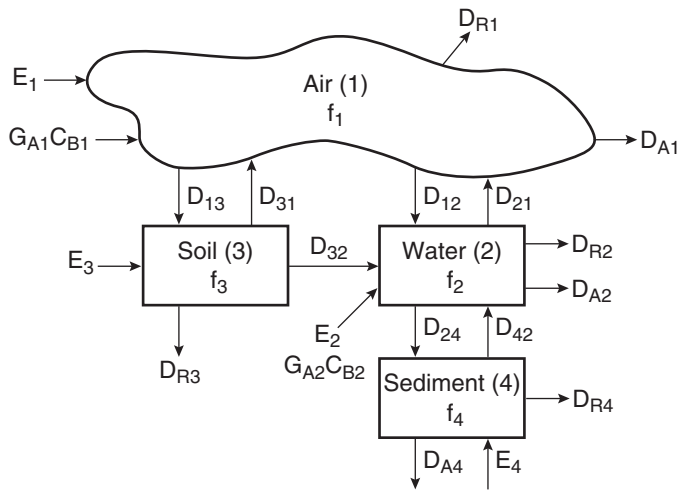 D_R1
E_1
Air (1)
f_1
G_A1C_B1
D_A1
D_13
D_31
D_12
D_21
E_3
Soil (3)
f_3
D_32
Water (2)
f_2
D_R2
D_A2
E_2
G_A2C_B2
D_24
D_42
D_R3
Sediment (4)
f_4
D_R4
D_A4
E_4